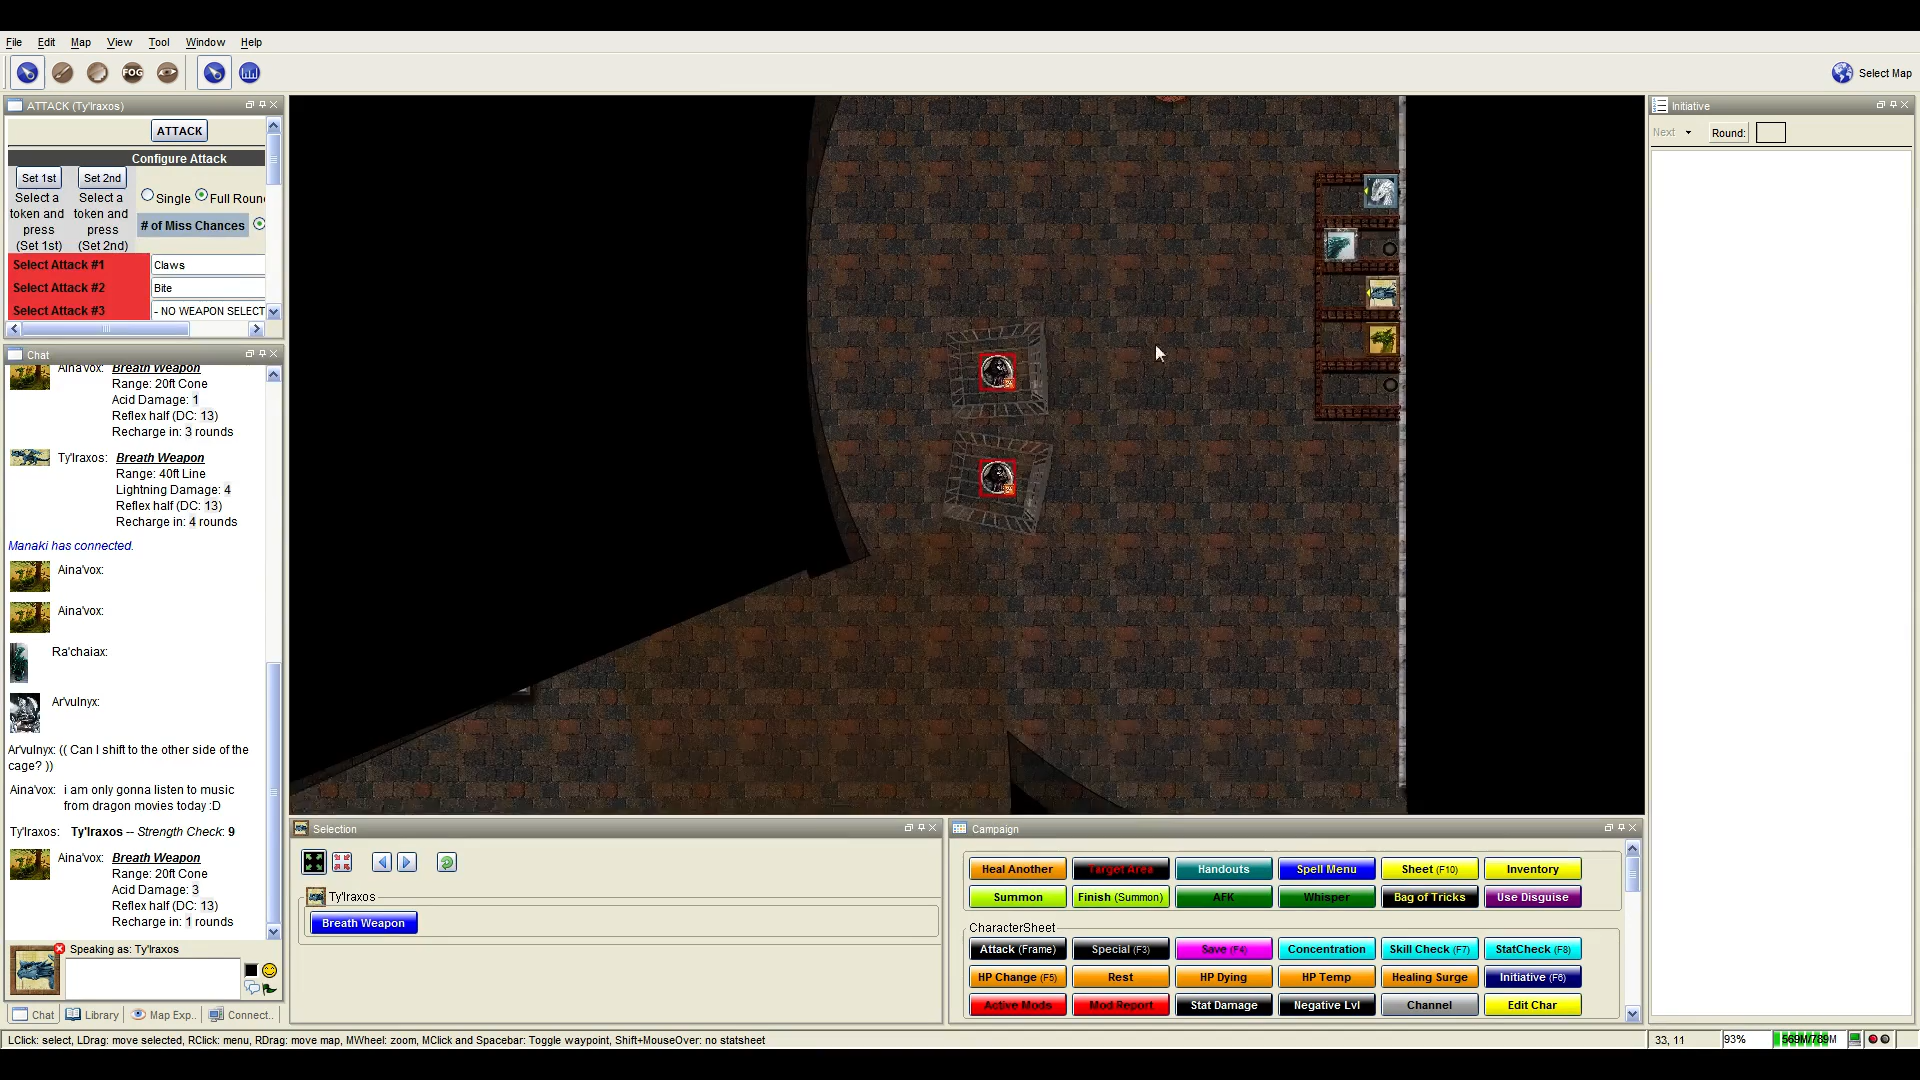 File Edit Map View Tool Window Help
FOG
Select Map
ATTACK (Ty'Iraxos)
ATTACK
Configure Attack
Set 1st Set 2nd
Select a token and press (Set 1st)
Select a token and press (Set 2nd)
Single Full Roun
# of Miss Chances
Select Attack #1 Claws
Select Attack #2 Bite
Select Attack #3 - NO WEAPON SELECT
Chat
Aina'vox: Breath Weapon
Range: 20ft Cone
Acid Damage: 1
Reflex half (DC: 13)
Recharge in: 3 rounds
Ty'Iraxos: Breath Weapon
Range: 40ft Line
Lightning Damage: 4
Reflex half (DC: 13)
Recharge in: 4 rounds
Manaki has connected.
Aina'vox:
Aina'vox:
Ra'chaiax:
Ar'vulnyx:
Ar'vulnyx: (( Can I shift to the other side of the
cage? ))
Aina'vox: i am only gonna listen to music
from dragon movies today :D
Ty'Iraxos: Ty'Iraxos -- Strength Check: 9
Aina'vox: Breath Weapon
Range: 20ft Cone
Acid Damage: 3
Reflex half (DC: 13)
Recharge in: 1 rounds
Speaking as: Ty'Iraxos
Chat Library Map Exp.. Connect..
Selection
Ty'Iraxos
Breath Weapon
Campaign
Heal Another Target Area Handouts Spell Menu Sheet (F10) Inventory
Summon Finish (Summon) AFK Whisper Bag of Tricks Use Disguise
CharacterSheet
Attack (Frame) Special (F3) Save (F4) Concentration Skill Check (F7) StatCheck (F8)
HP Change (F5) Rest HP Dying HP Temp Healing Surge Initiative (F6)
Active Mods Mod Report Stat Damage Negative Lvl Channel Edit Char
Initiative
Next Round:
LClick: select, LDrag: move selected, RClick: menu, RDrag: move map, MWheel: zoom, MClick and Spacebar: Toggle waypoint, Shift+MouseOver: no statsheet
33, 11 93% 569M/789M